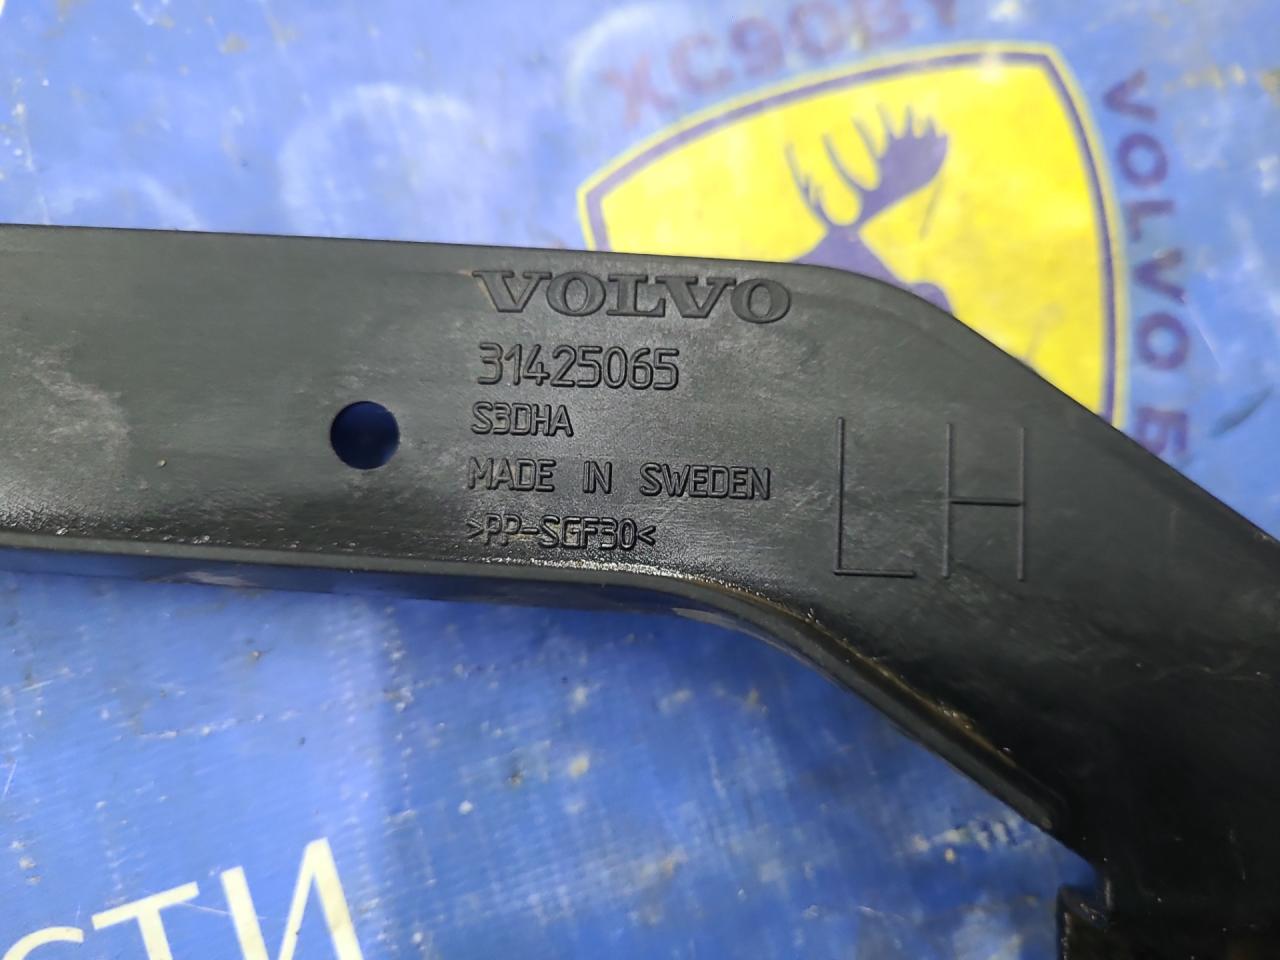 XC90BY
VOLVO Б
VOLVO
31425065
S3DHA
MADE IN SWEDEN
>PP-SGF30<
LH
СТИ